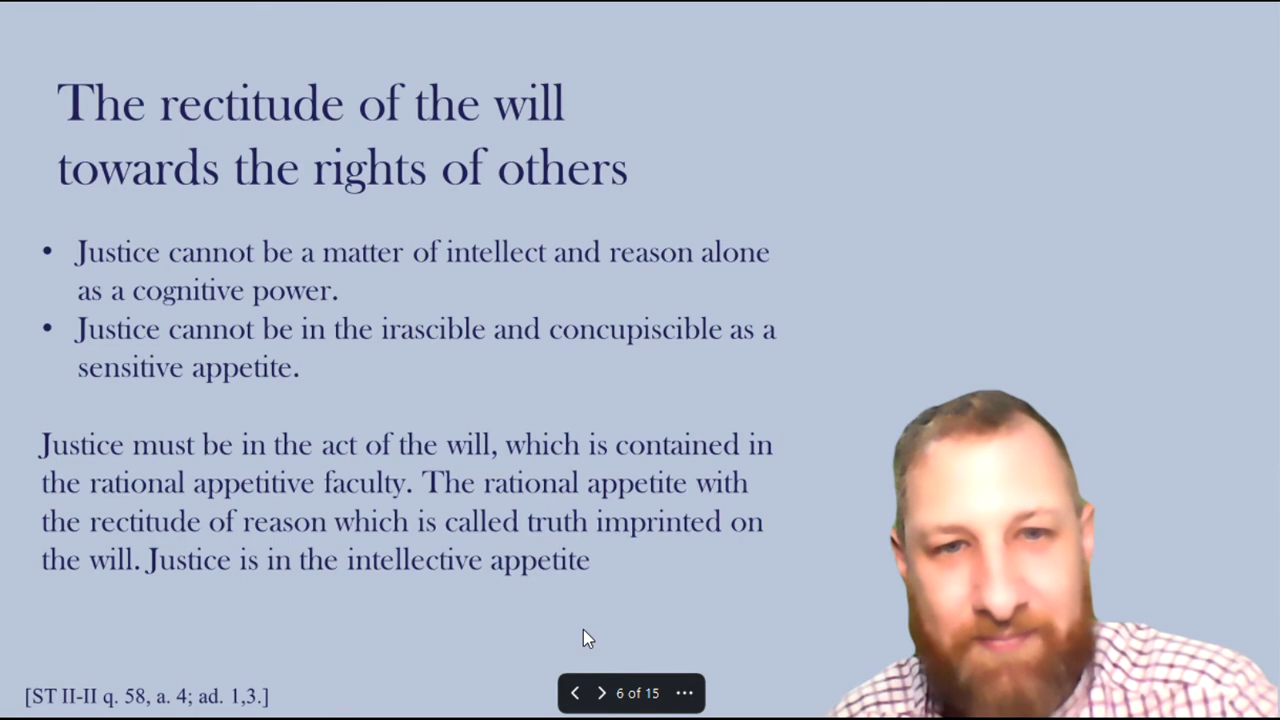 The rectitude of the will
towards the rights of others
• Justice cannot be a matter of intellect and reason alone
as a cognitive power.
• Justice cannot be in the irascible and concupiscible as a
sensitive appetite.
Justice must be in the act of the will, which is contained in
the rational appetitive faculty. The rational appetite with
the rectitude of reason which is called truth imprinted on
the will. Justice is in the intellective appetite
[ST II-II q. 58, a. 4; ad. 1,3.]
6 of 15